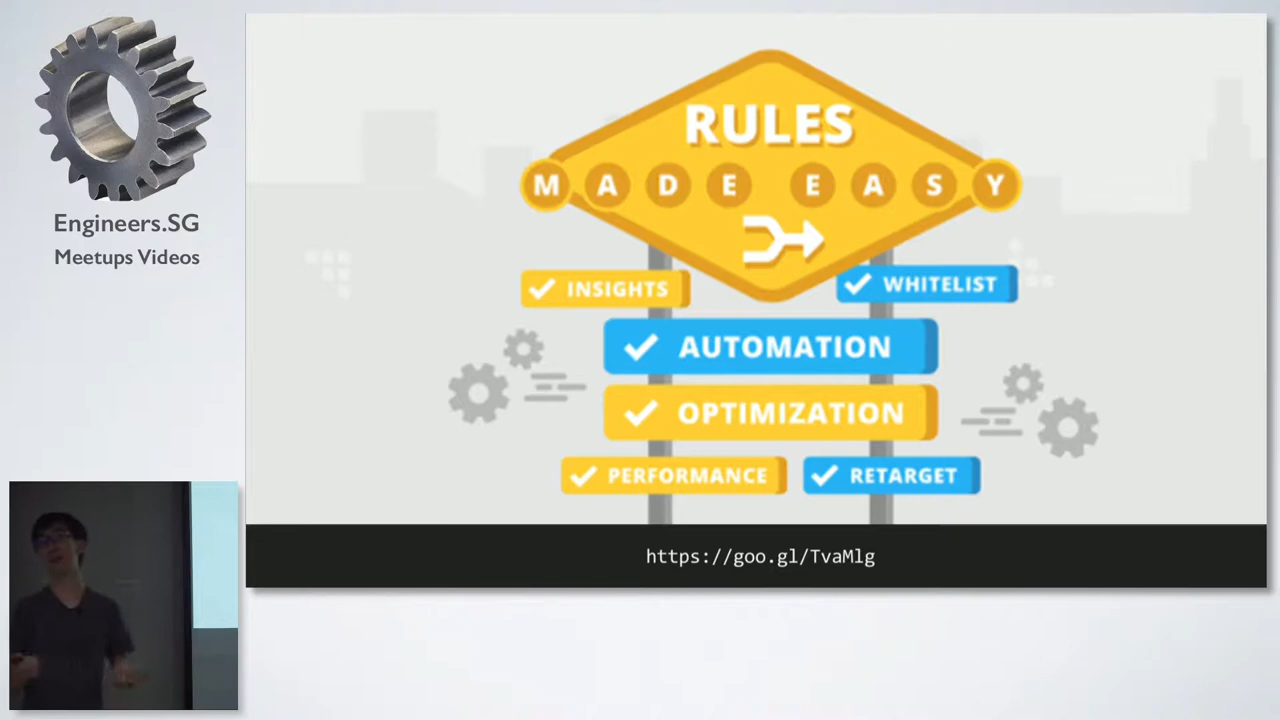 Engineers.SG
Meetups Videos
RULES
MADE EASY
INSIGHTS
WHITELIST
AUTOMATION
OPTIMIZATION
PERFORMANCE
RETARGET
https://goo.gl/TvaMlg